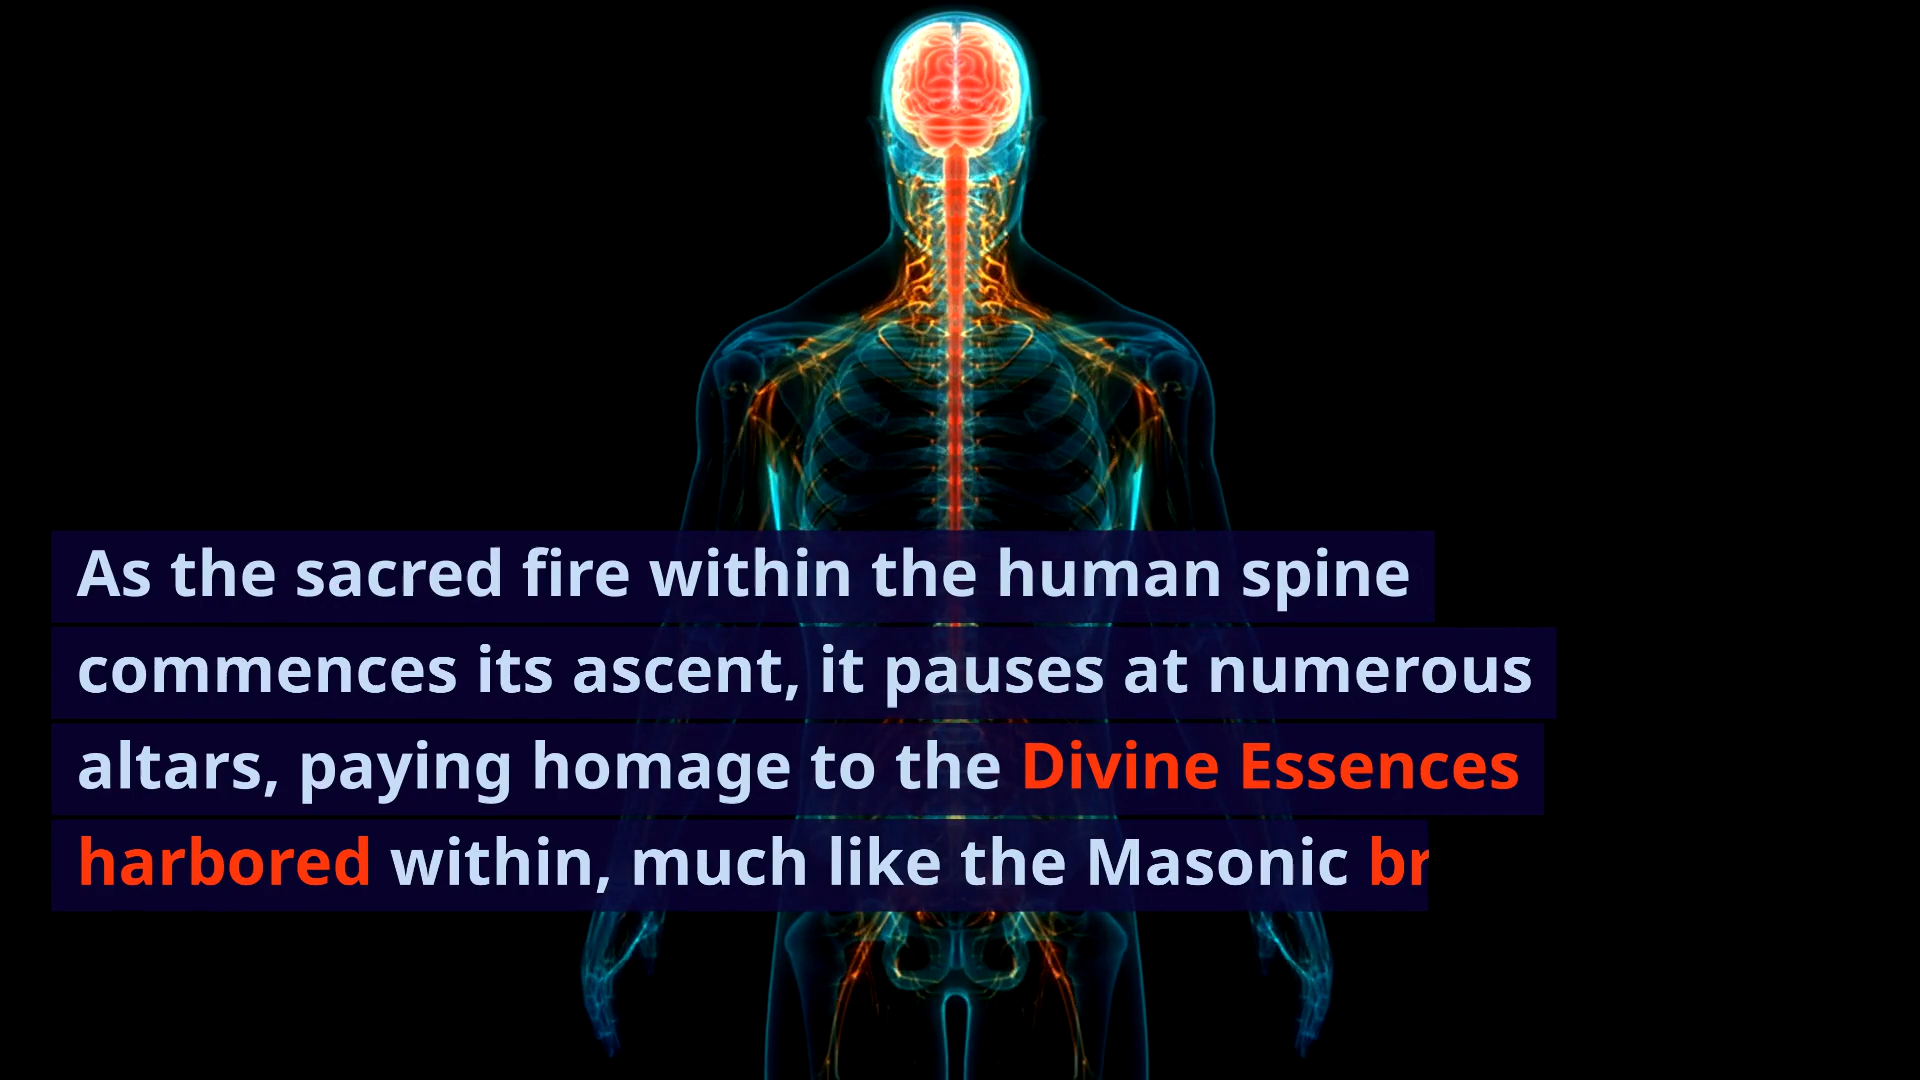 As the sacred fire within the human spine
commences its ascent, it pauses at numerous
altars, paying homage to the Divine Essences
harbored within, much like the Masonic br